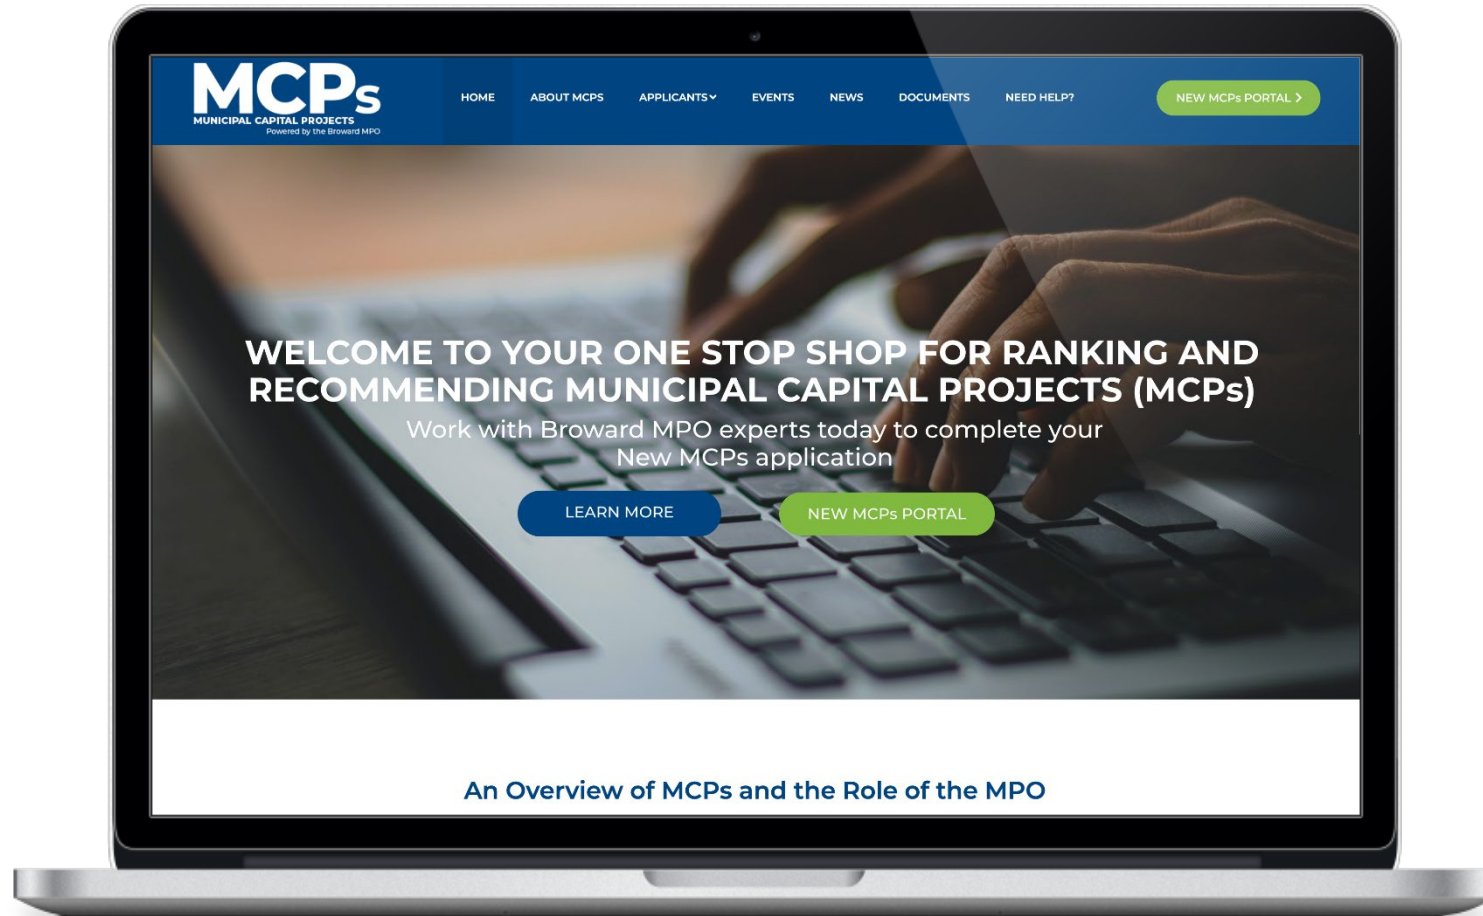 MCPs
MUNICIPAL CAPITAL PROJECTS
Powered by the Broward MPO
HOME
ABOUT MCPS
APPLICANTS
EVENTS
NEWS
DOCUMENTS
NEED HELP?
NEW MCPs PORTAL >
WELCOME TO YOUR ONE STOP SHOP FOR RANKING AND
RECOMMENDING MUNICIPAL CAPITAL PROJECTS (MCPs)
Work with Broward MPO experts today to complete your
New MCPs application
LEARN MORE
NEW MCPs PORTAL
An Overview of MCPs and the Role of the MPO